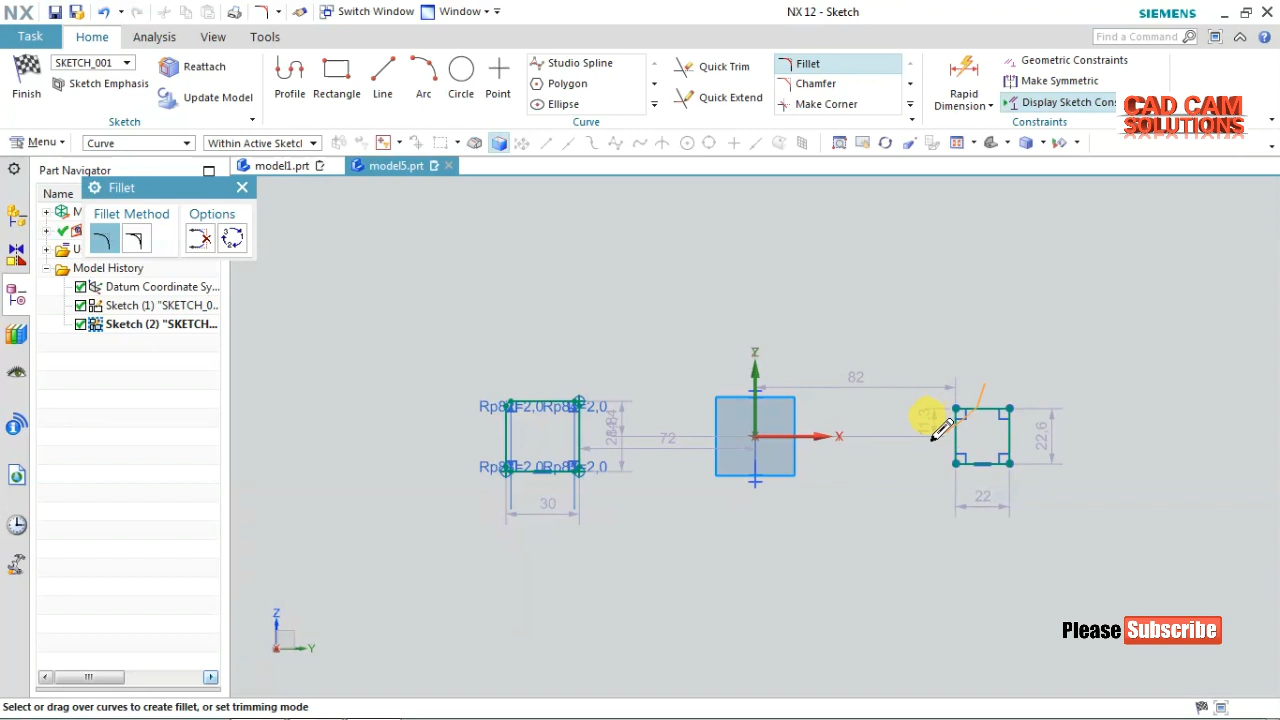 NX
Switch Window
Window
NX 12 - Sketch
SIEMENS
Task
Home
Analysis
View
Tools
Find a Command
SKETCH_001
Reattach
Finish
Sketch Emphasis
Update Model
Sketch
Profile
Rectangle
Line
Arc
Circle
Point
Studio Spline
Polygon
Ellipse
Curve
Quick Trim
Quick Extend
Fillet
Chamfer
Make Corner
Rapid
Dimension
Geometric Constraints
Make Symmetric
Display Sketch Cons
Constraints
CAD CAM
SOLUTIONS
Menu
Curve
Within Active Sketch
Part Navigator
model1.prt
model5.prt
Name
Fillet
Fillet Method
Options
M
U
Model History
Datum Coordinate Sy...
Sketch (1) "SKETCH_0...
Sketch (2) "SKETCH...
Z
82
X
72
30
22
22,6
11,3
Z
Y
Please Subscribe
Select or drag over curves to create fillet, or set trimming mode